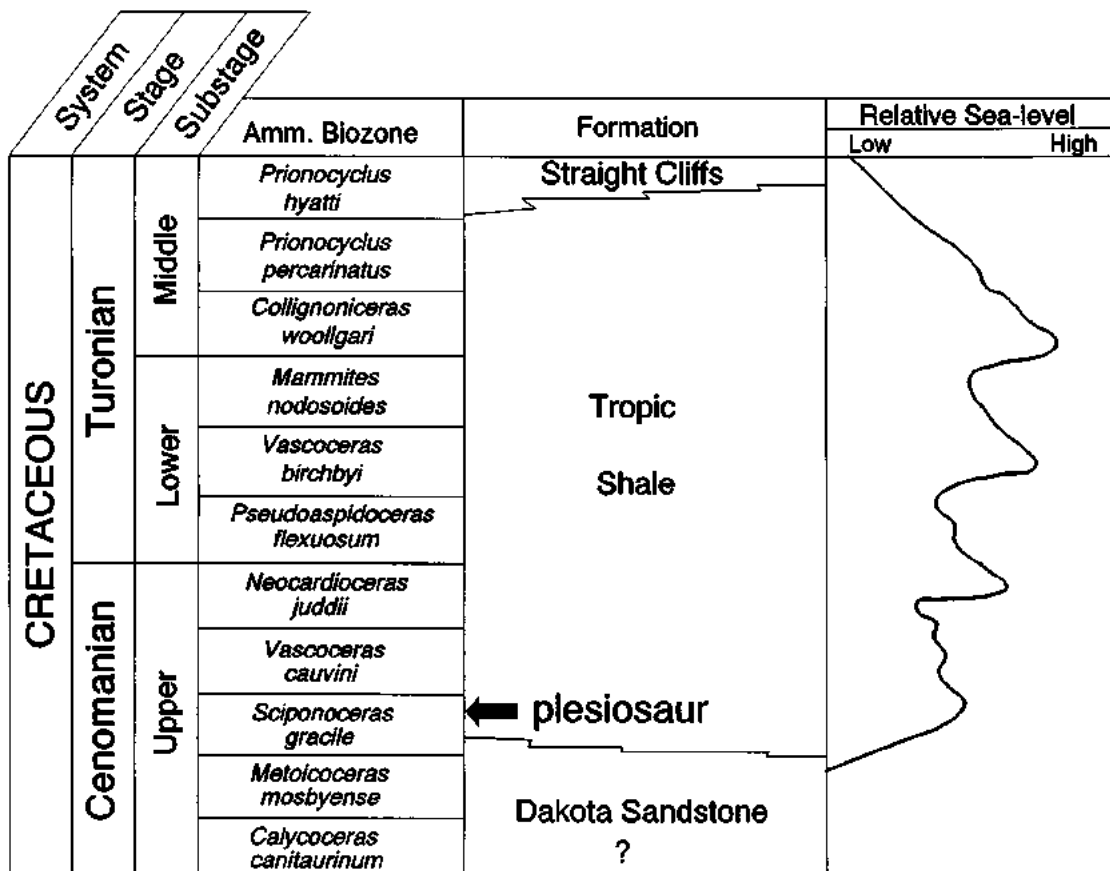 System
Stage
Substage
Amm. Biozone
Formation
Relative Sea-level
Low High
CRETACEOUS
Turonian
Cenomanian
Middle
Lower
Upper
Prionocyclus
hyatti
Prionocyclus
percarinatus
Collignoniceras
woollgari
Mammites
nodosoides
Vascoceras
birchbyi
Pseudoaspidoceras
flexuosum
Neocardioceras
juddii
Vascoceras
cauvini
Sciponoceras
gracile
Metoicoceras
mosbyense
Calycoceras
canitaurinum
Straight Cliffs
Tropic
Shale
plesiosaur
Dakota Sandstone
?